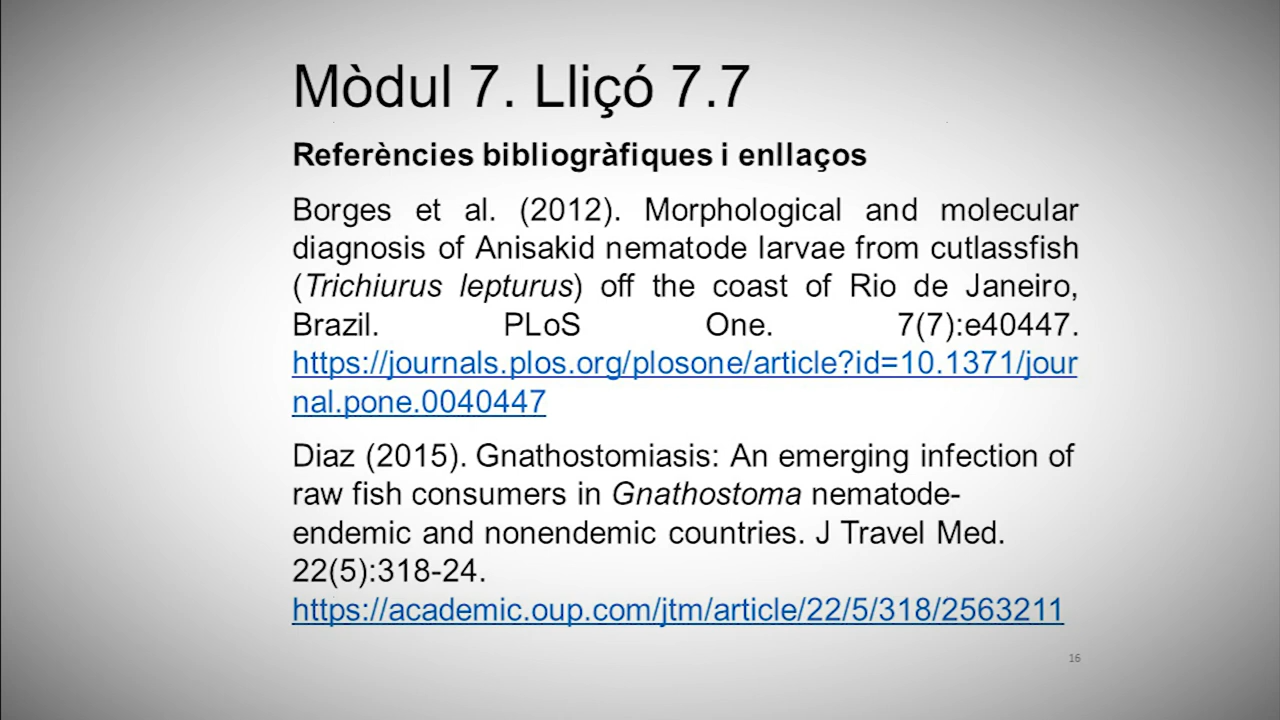 Mòdul 7. Lliçó 7.7
Referències bibliogràfiques i enllaços
Borges et al. (2012). Morphological and molecular
diagnosis of Anisakid nematode larvae from cutlassfish
(Trichiurus lepturus) off the coast of Rio de Janeiro,
Brazil. PLoS One. 7(7):e40447.
https://journals.plos.org/plosone/article?id=10.1371/jour
nal.pone.0040447
Diaz (2015). Gnathostomiasis: An emerging infection of
raw fish consumers in Gnathostoma nematode-
endemic and nonendemic countries. J Travel Med.
22(5):318-24.
https://academic.oup.com/jtm/article/22/5/318/2563211
16